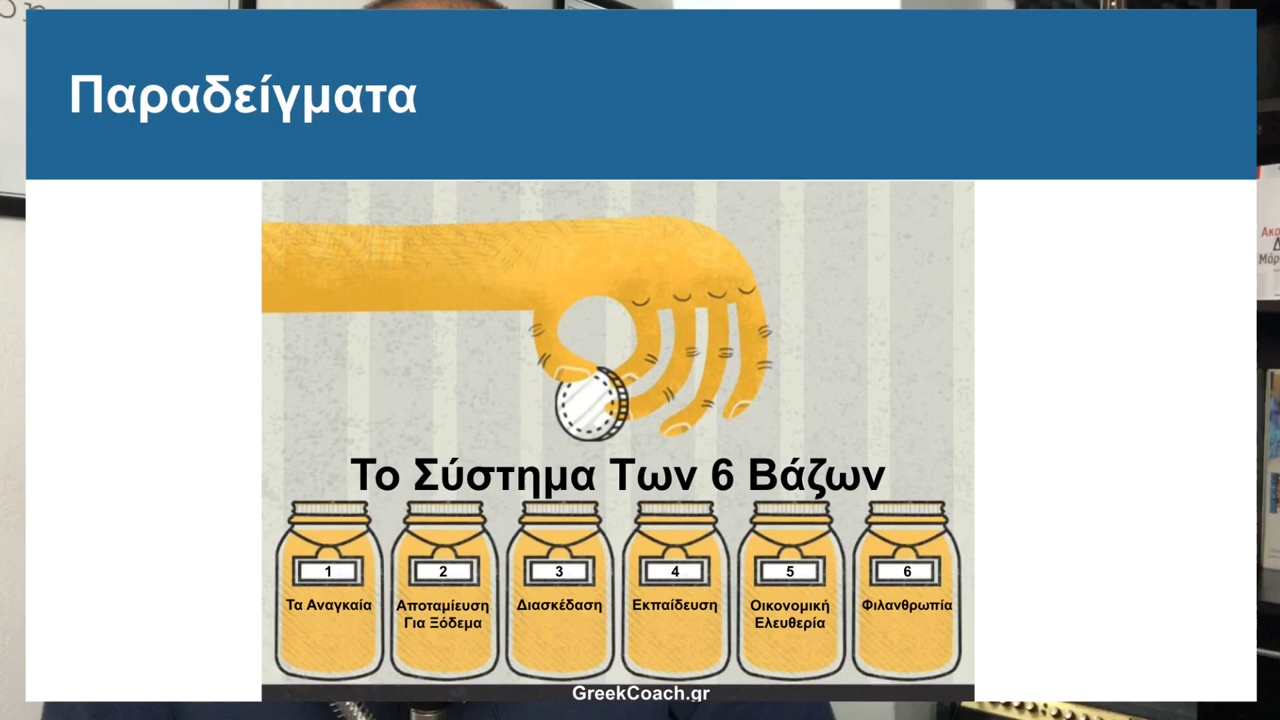 Παραδείγματα
Το Σύστημα Των 6 Βάζων
1
2
3
4
5
6
Τα Αναγκαία
Αποταμίευση
Για Ξόδεμα
Διασκέδαση
Εκπαίδευση
Οικονομική
Ελευθερία
Φιλανθρωπία
GreekCoach.gr